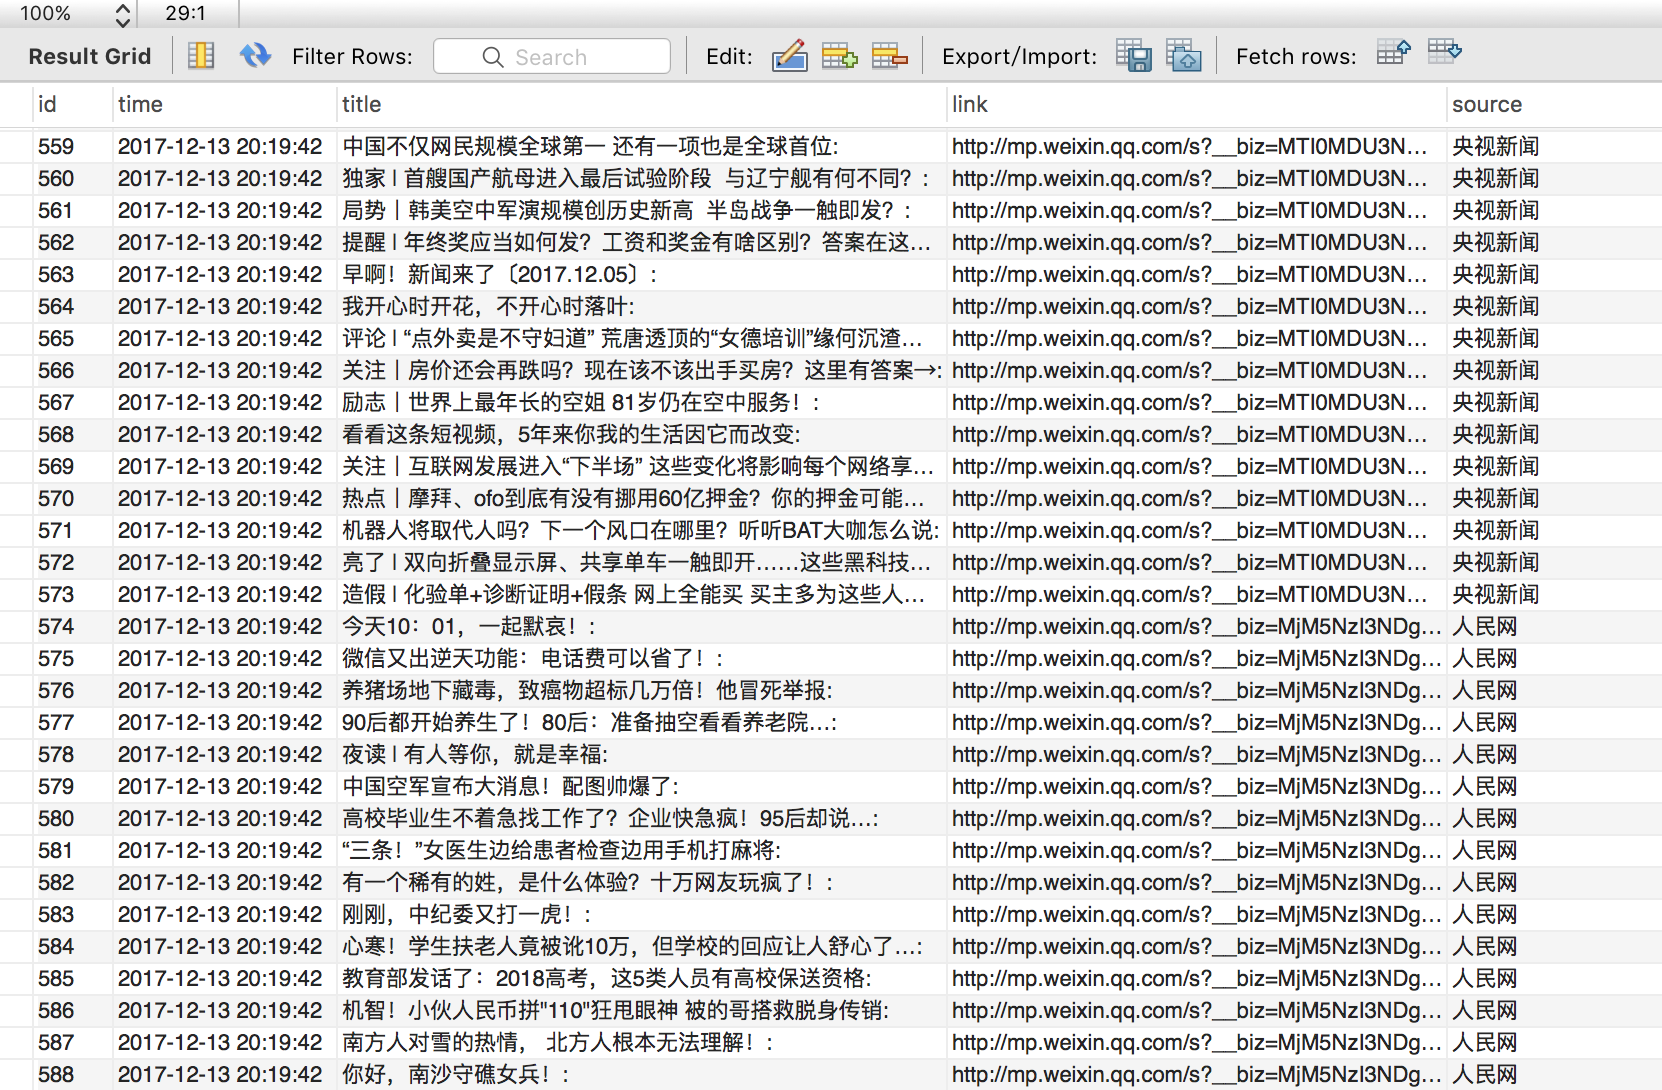 100% 29:1
Result Grid Filter Rows: Search Edit: Export/Import: Fetch rows:
id time title link source
559 2017-12-13 20:19:42 中国不仅网民规模全球第一 还有一项也是全球首位: http://mp.weixin.qq.com/s?__biz=MTI0MDU3N... 央视新闻
560 2017-12-13 20:19:42 独家 | 首艘国产航母进入最后试验阶段 与辽宁舰有何不同？: http://mp.weixin.qq.com/s?__biz=MTI0MDU3N... 央视新闻
561 2017-12-13 20:19:42 局势｜韩美空中军演规模创历史新高 半岛战争一触即发？: http://mp.weixin.qq.com/s?__biz=MTI0MDU3N... 央视新闻
562 2017-12-13 20:19:42 提醒 | 年终奖应当如何发？工资和奖金有啥区别？答案在这... http://mp.weixin.qq.com/s?__biz=MTI0MDU3N... 央视新闻
563 2017-12-13 20:19:42 早啊！新闻来了〔2017.12.05〕: http://mp.weixin.qq.com/s?__biz=MTI0MDU3N... 央视新闻
564 2017-12-13 20:19:42 我开心时开花，不开心时落叶: http://mp.weixin.qq.com/s?__biz=MTI0MDU3N... 央视新闻
565 2017-12-13 20:19:42 评论 | “点外卖是不守妇道” 荒唐透顶的“女德培训”缘何沉渣... http://mp.weixin.qq.com/s?__biz=MTI0MDU3N... 央视新闻
566 2017-12-13 20:19:42 关注｜房价还会再跌吗？现在该不该出手买房？这里有答案→: http://mp.weixin.qq.com/s?__biz=MTI0MDU3N... 央视新闻
567 2017-12-13 20:19:42 励志｜世界上最年长的空姐 81岁仍在空中服务！: http://mp.weixin.qq.com/s?__biz=MTI0MDU3N... 央视新闻
568 2017-12-13 20:19:42 看看这条短视频，5年来你我的生活因它而改变: http://mp.weixin.qq.com/s?__biz=MTI0MDU3N... 央视新闻
569 2017-12-13 20:19:42 关注｜互联网发展进入“下半场” 这些变化将影响每个网络享... http://mp.weixin.qq.com/s?__biz=MTI0MDU3N... 央视新闻
570 2017-12-13 20:19:42 热点｜摩拜、ofo到底有没有挪用60亿押金？你的押金可能... http://mp.weixin.qq.com/s?__biz=MTI0MDU3N... 央视新闻
571 2017-12-13 20:19:42 机器人将取代人吗？下一个风口在哪里？听听BAT大咖怎么说: http://mp.weixin.qq.com/s?__biz=MTI0MDU3N... 央视新闻
572 2017-12-13 20:19:42 亮了 | 双向折叠显示屏、共享单车一触即开……这些黑科技... http://mp.weixin.qq.com/s?__biz=MTI0MDU3N... 央视新闻
573 2017-12-13 20:19:42 造假 | 化验单+诊断证明+假条 网上全能买 买主多为这些人... http://mp.weixin.qq.com/s?__biz=MTI0MDU3N... 央视新闻
574 2017-12-13 20:19:42 今天10：01，一起默哀！: http://mp.weixin.qq.com/s?__biz=MjM5NzI3NDg... 人民网
575 2017-12-13 20:19:42 微信又出逆天功能：电话费可以省了！: http://mp.weixin.qq.com/s?__biz=MjM5NzI3NDg... 人民网
576 2017-12-13 20:19:42 养猪场地下藏毒，致癌物超标几万倍！他冒死举报: http://mp.weixin.qq.com/s?__biz=MjM5NzI3NDg... 人民网
577 2017-12-13 20:19:42 90后都开始养生了！80后：准备抽空看看养老院…: http://mp.weixin.qq.com/s?__biz=MjM5NzI3NDg... 人民网
578 2017-12-13 20:19:42 夜读 | 有人等你，就是幸福: http://mp.weixin.qq.com/s?__biz=MjM5NzI3NDg... 人民网
579 2017-12-13 20:19:42 中国空军宣布大消息！配图帅爆了: http://mp.weixin.qq.com/s?__biz=MjM5NzI3NDg... 人民网
580 2017-12-13 20:19:42 高校毕业生不着急找工作了？企业快急疯！95后却说…: http://mp.weixin.qq.com/s?__biz=MjM5NzI3NDg... 人民网
581 2017-12-13 20:19:42 “三条！”女医生边给患者检查边用手机打麻将: http://mp.weixin.qq.com/s?__biz=MjM5NzI3NDg... 人民网
582 2017-12-13 20:19:42 有一个稀有的姓，是什么体验？十万网友玩疯了！: http://mp.weixin.qq.com/s?__biz=MjM5NzI3NDg... 人民网
583 2017-12-13 20:19:42 刚刚，中纪委又打一虎！: http://mp.weixin.qq.com/s?__biz=MjM5NzI3NDg... 人民网
584 2017-12-13 20:19:42 心寒！学生扶老人竟被讹10万，但学校的回应让人舒心了…: http://mp.weixin.qq.com/s?__biz=MjM5NzI3NDg... 人民网
585 2017-12-13 20:19:42 教育部发话了：2018高考，这5类人员有高校保送资格: http://mp.weixin.qq.com/s?__biz=MjM5NzI3NDg... 人民网
586 2017-12-13 20:19:42 机智！小伙人民币拼"110"狂甩眼神 被的哥搭救脱身传销: http://mp.weixin.qq.com/s?__biz=MjM5NzI3NDg... 人民网
587 2017-12-13 20:19:42 南方人对雪的热情， 北方人根本无法理解！: http://mp.weixin.qq.com/s?__biz=MjM5NzI3NDg... 人民网
588 2017-12-13 20:19:42 你好，南沙守礁女兵！: http://mp.weixin.qq.com/s?__biz=MjM5NzI3NDg... 人民网